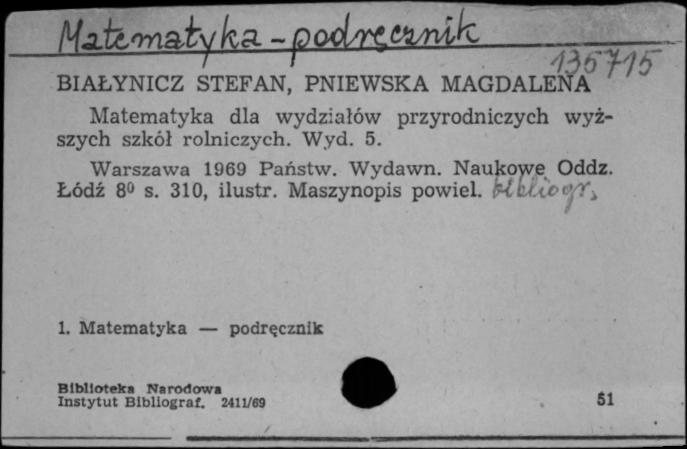 Matematyka - podręcznik
135715
BIAŁYNICZ STEFAN, PNIEWSKA MAGDALENA
Matematyka dla wydziałów przyrodniczych wyż-
szych szkół rolniczych. Wyd. 5.
Warszawa 1969 Państw. Wydawn. Naukowe Oddz.
Łódź 8⁰ s. 310, ilustr. Maszynopis powiel. bibliogr.
1. Matematyka — podręcznik
Biblioteka Narodowa
Instytut Bibliograf. 2411/69
51